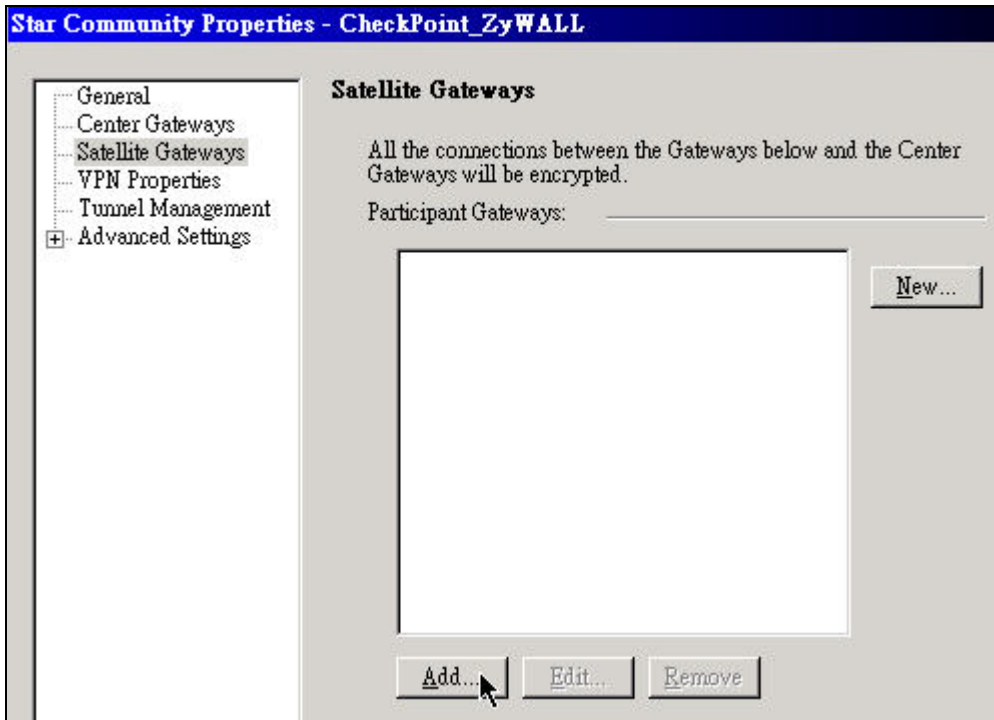 Star Community Properties - CheckPoint_ZyWALL
General
Center Gateways
Satellite Gateways
VPN Properties
Tunnel Management
Advanced Settings
Satellite Gateways
All the connections between the Gateways below and the Center
Gateways will be encrypted.
Participant Gateways:
New...
Add...
Edit...
Remove